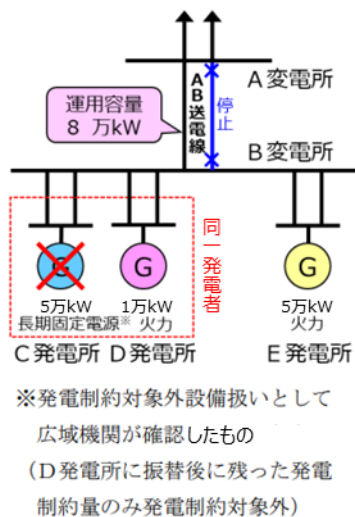 A変電所
運用容量
8 万kW
AB送電線
停止
B変電所
同一発電者
G
G
G
5万kW
1万kW
5万kW
長期固定電源※
火力
火力
C発電所
D発電所
E発電所
※発電制約対象外設備扱いとして
広域機関が確認したもの
(D発電所に振替後に残った発電
制約量のみ発電制約対象外)